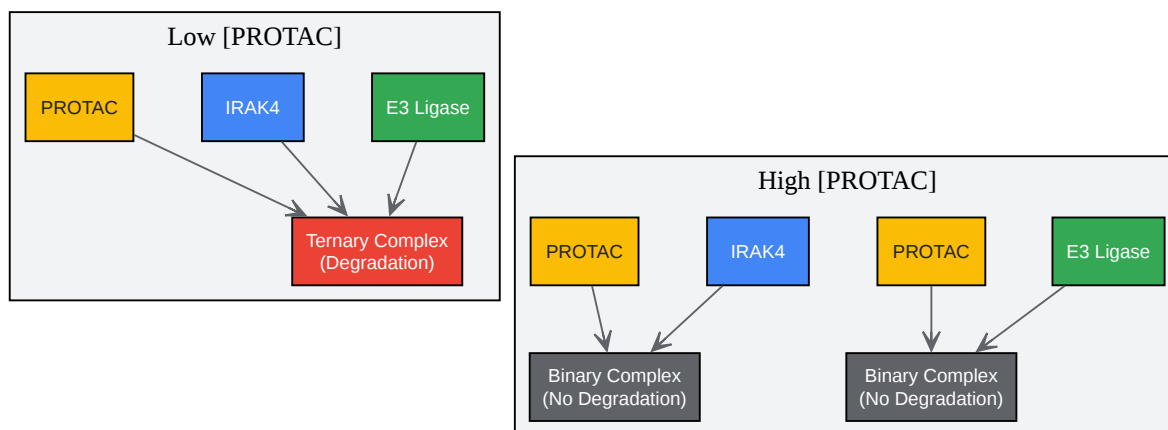 Low [PROTAC]
PROTAC
IRAK4
E3 Ligase
Ternary Complex
(Degradation)
High [PROTAC]
PROTAC
IRAK4
PROTAC
E3 Ligase
Binary Complex
(No Degradation)
Binary Complex
(No Degradation)